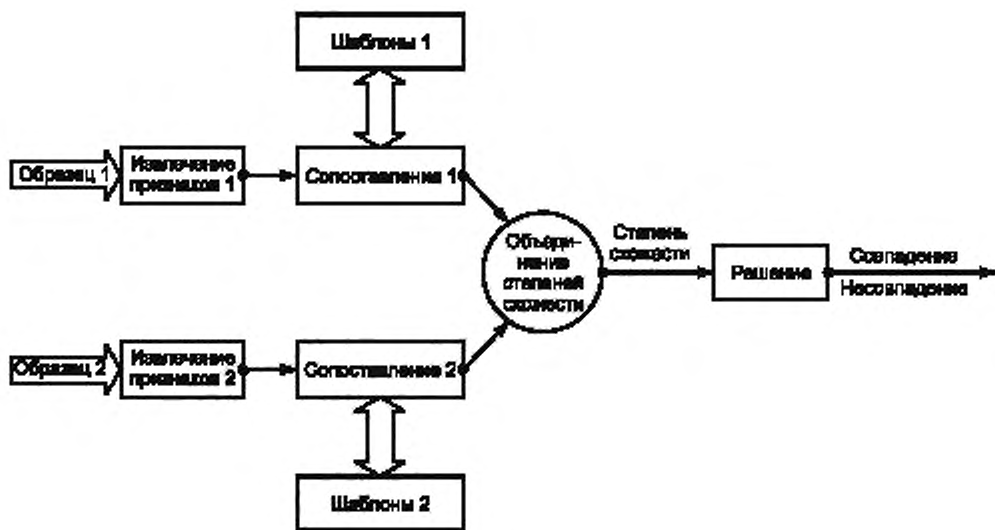 Шаблоны 1
Образец 1
Извлечение
признаков 1
Сопоставление 1
Объеди-
нение
степеней
схожести
Степень
схожести
Решение
Совпадение
Несовпадение
Образец 2
Извлечение
признаков 2
Сопоставление 2
Шаблоны 2